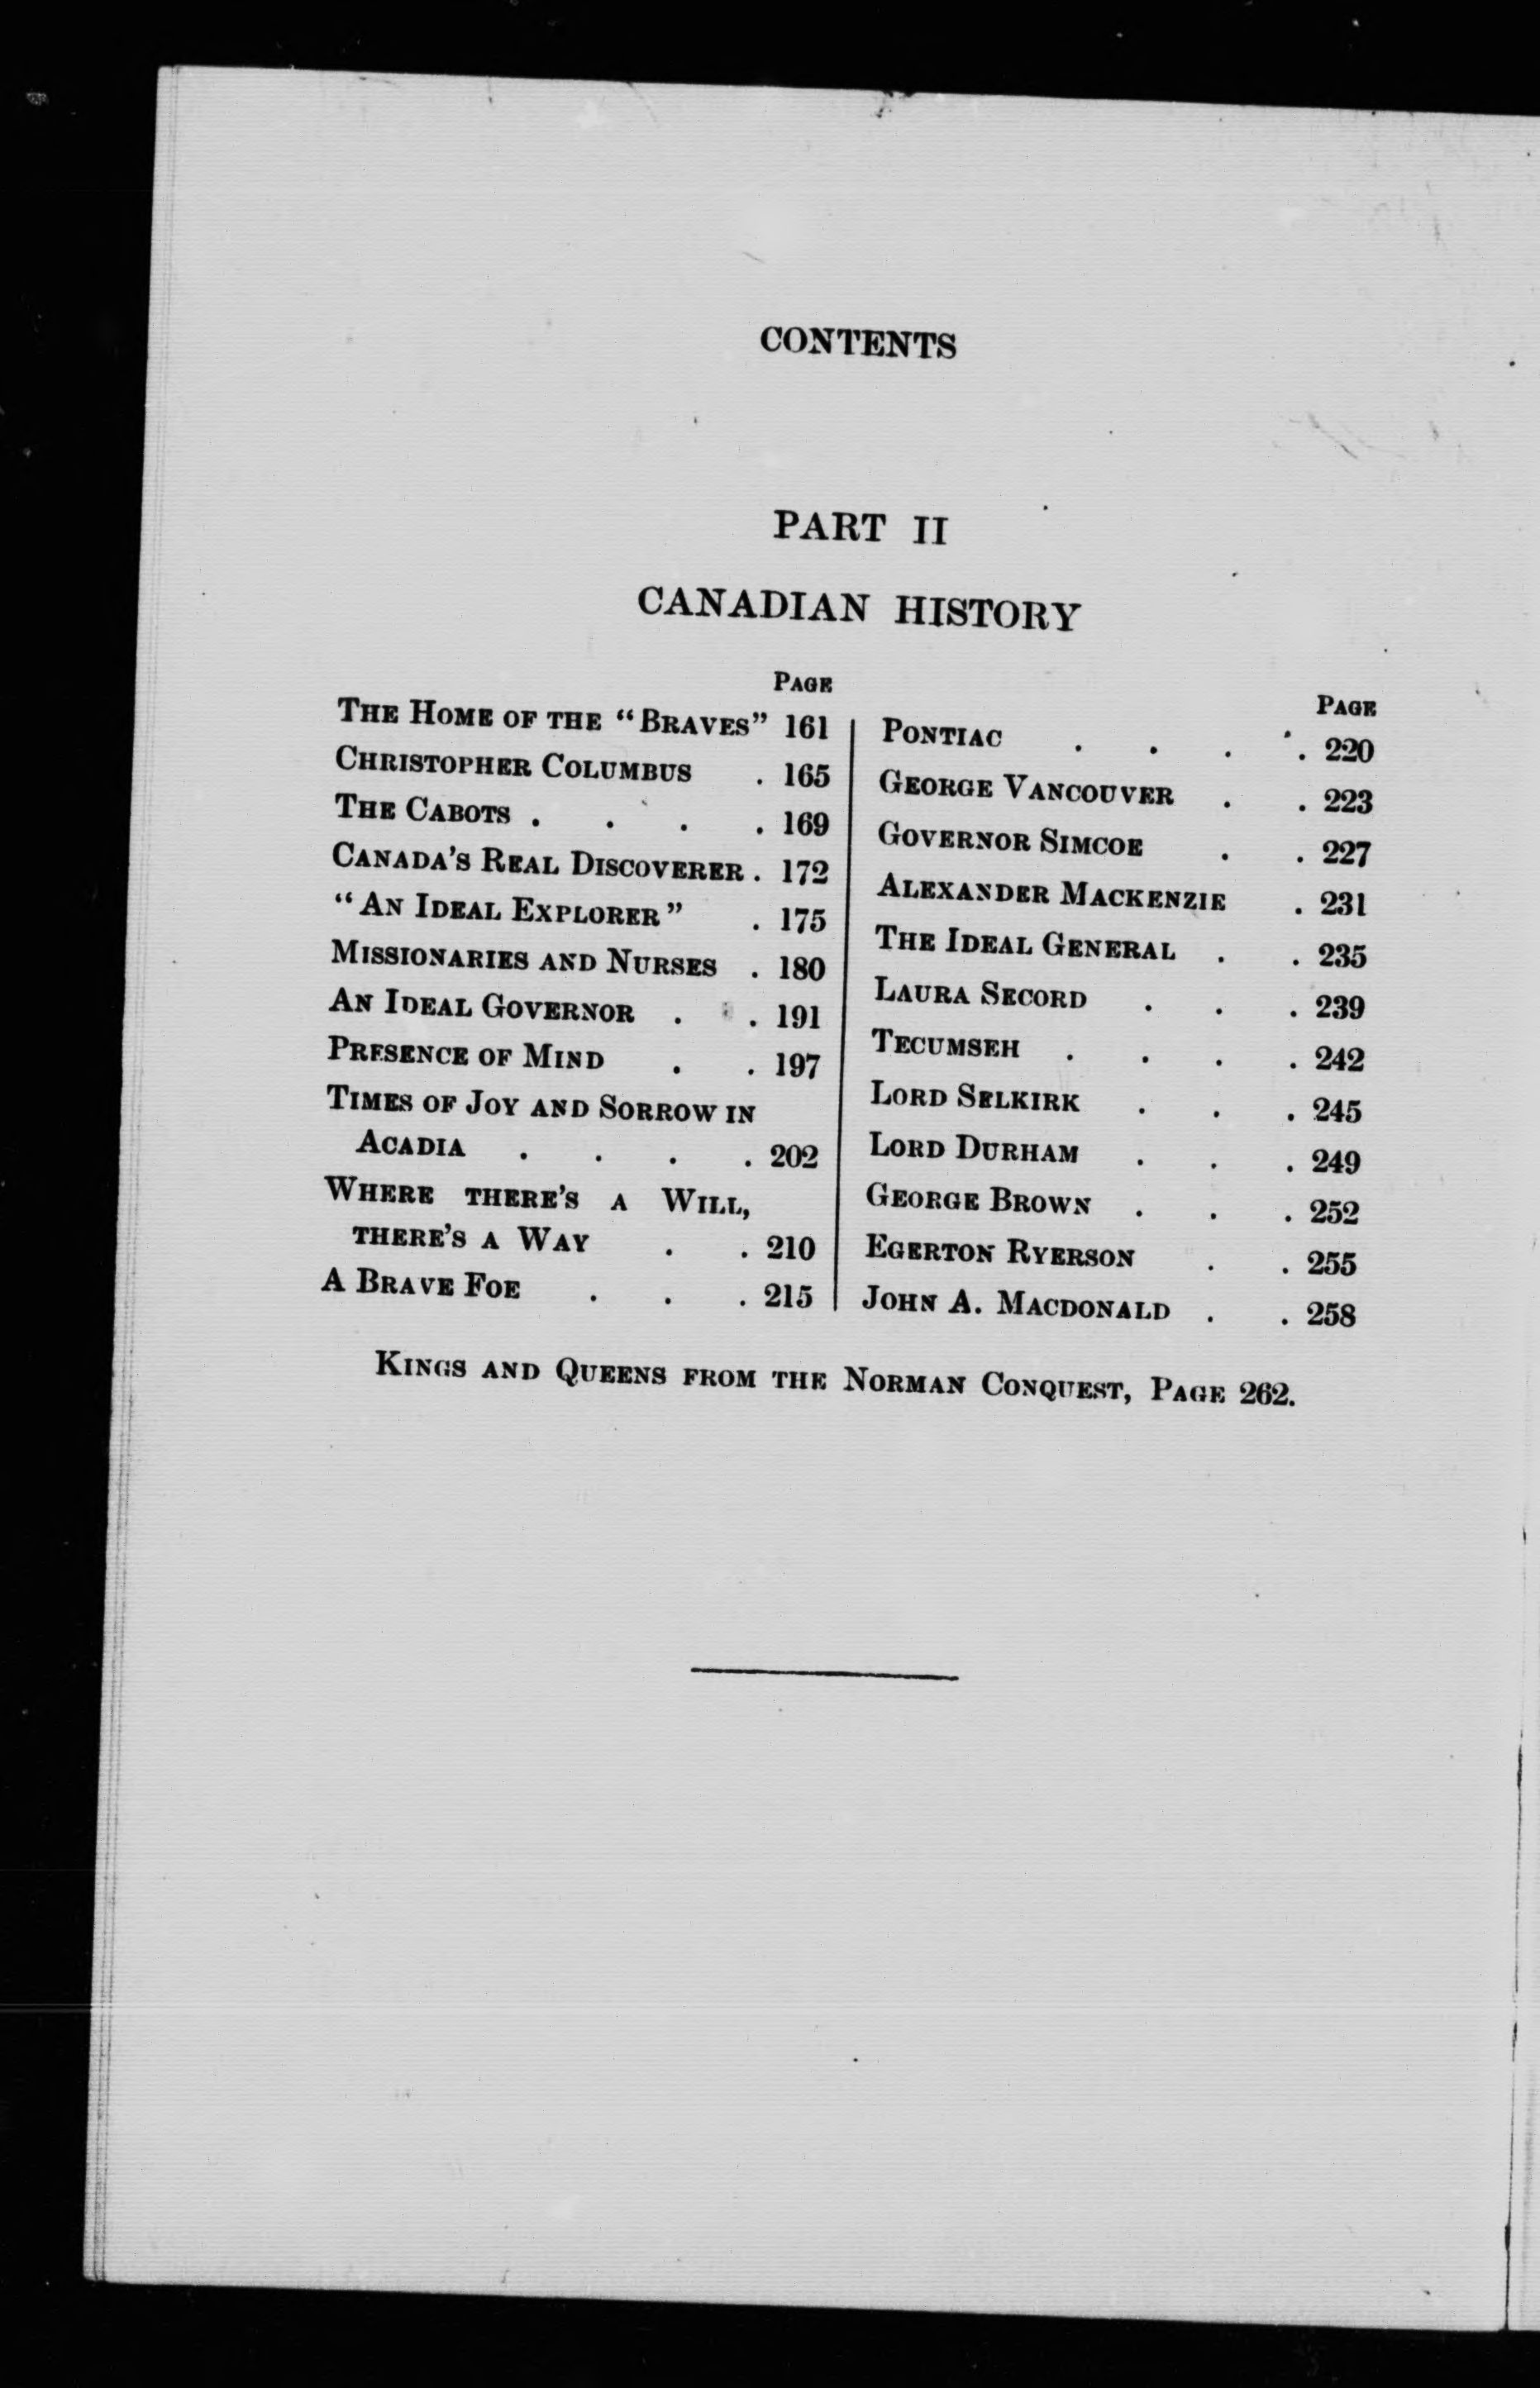 CONTENTS
PART II
CANADIAN HISTORY
PAGE
THE HOME OF THE "BRAVES" 161
CHRISTOPHER COLUMBUS . 165
THE CABOTS . . . . 169
CANADA'S REAL DISCOVERER . 172
"AN IDEAL EXPLORER" . 175
MISSIONARIES AND NURSES . 180
AN IDEAL GOVERNOR . . 191
PRESENCE OF MIND . . 197
TIMES OF JOY AND SORROW IN
ACADIA . . . . 202
WHERE THERE'S A WILL,
THERE'S A WAY . . 210
A BRAVE FOE . . . 215
PAGE
PONTIAC . . . . 220
GEORGE VANCOUVER . . 223
GOVERNOR SIMCOE . . 227
ALEXANDER MACKENZIE . 231
THE IDEAL GENERAL . . 235
LAURA SECORD . . . 239
TECUMSEH . . . . 242
LORD SELKIRK . . . 245
LORD DURHAM . . . 249
GEORGE BROWN . . . 252
EGERTON RYERSON . . 255
JOHN A. MACDONALD . . 258
KINGS AND QUEENS FROM THE NORMAN CONQUEST, PAGE 262.